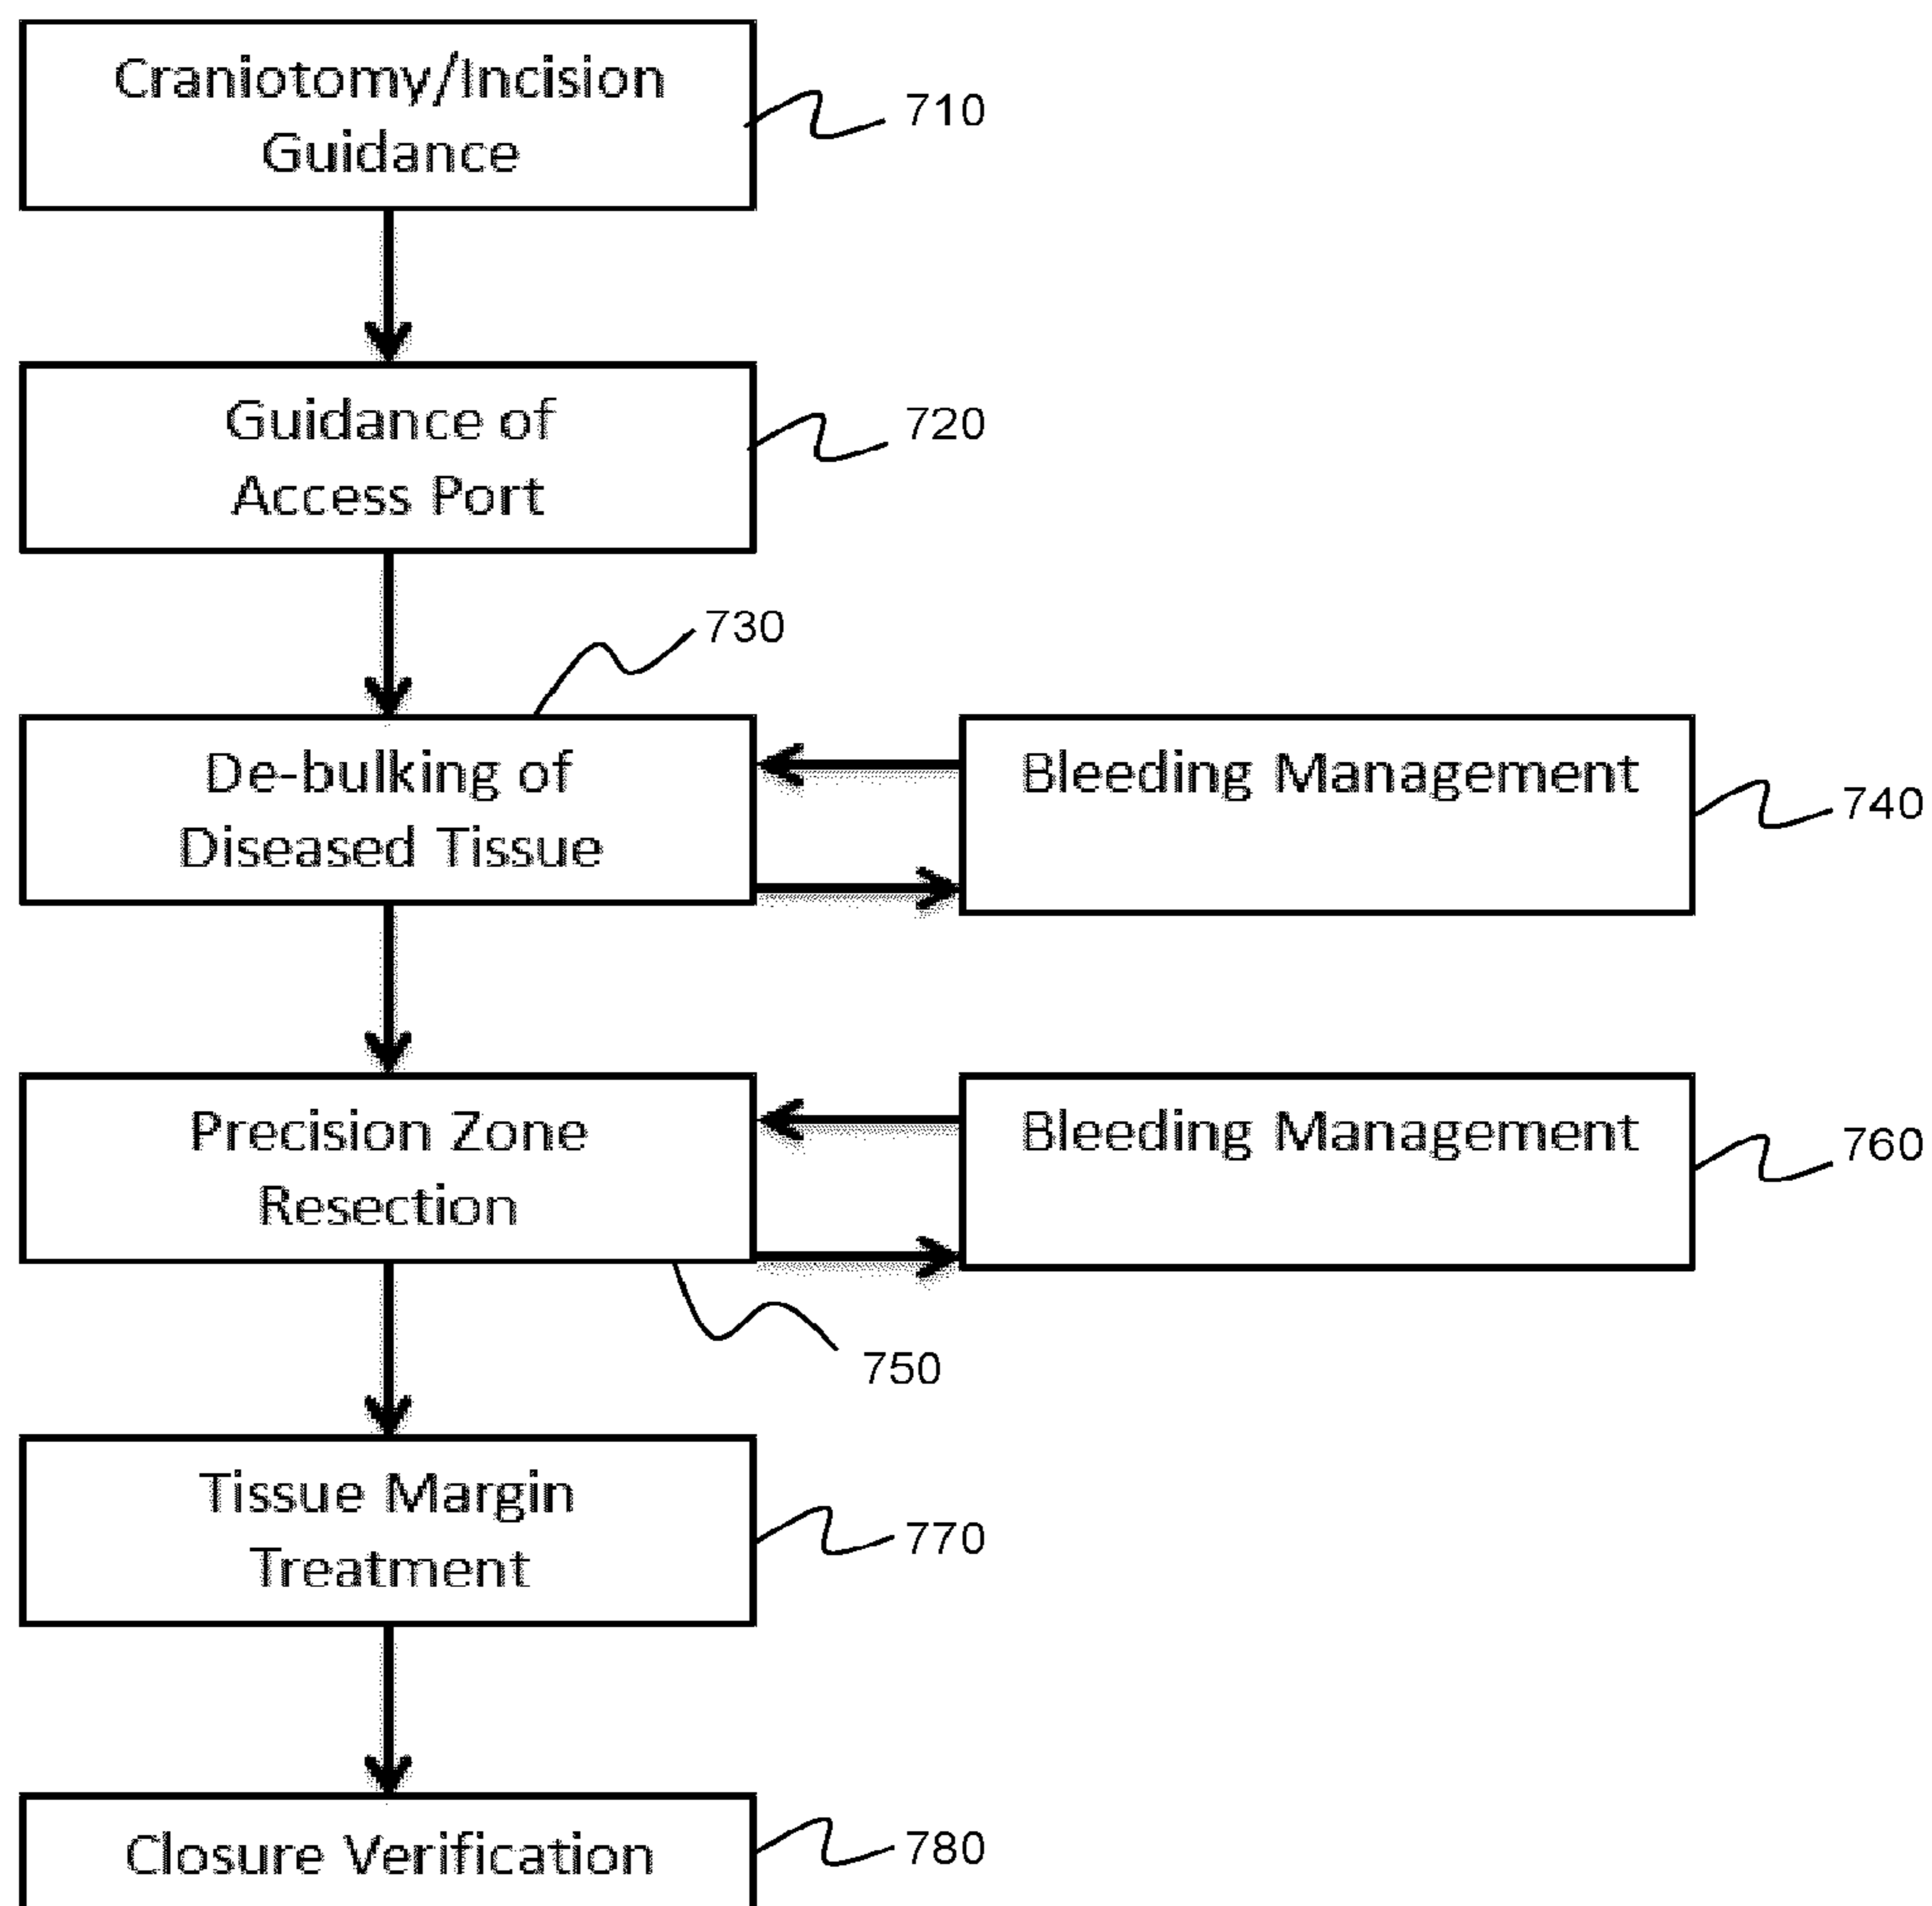 Craniotomy/Incision
Guidance
710
Guidance of
Access Port
720
730
De-bulking of
Diseased Tissue
Bleeding Management
740
Precision Zone
Resection
Bleeding Management
760
750
Tissue Margin
Treatment
770
Closure Verification
780